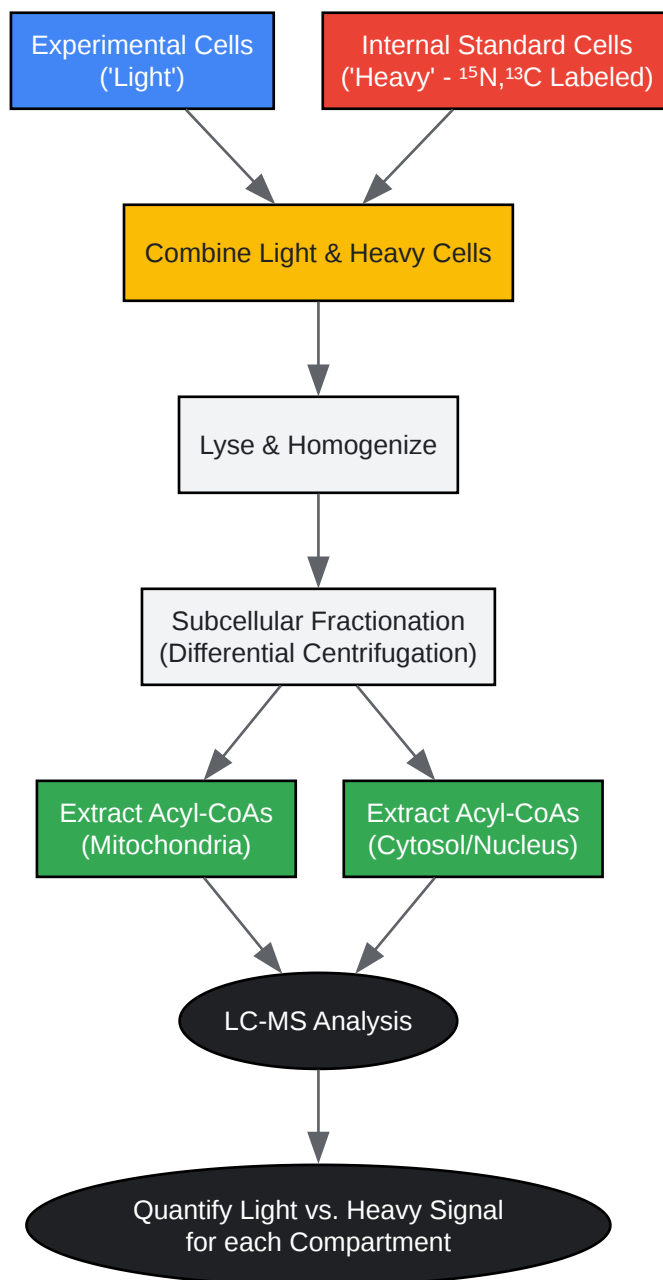 Experimental Cells
('Light')
Internal Standard Cells
('Heavy' - ¹⁵N,¹³C Labeled)
Combine Light & Heavy Cells
Lyse & Homogenize
Subcellular Fractionation
(Differential Centrifugation)
Extract Acyl-CoAs
(Mitochondria)
Extract Acyl-CoAs
(Cytosol/Nucleus)
LC-MS Analysis
Quantify Light vs. Heavy Signal
for each Compartment